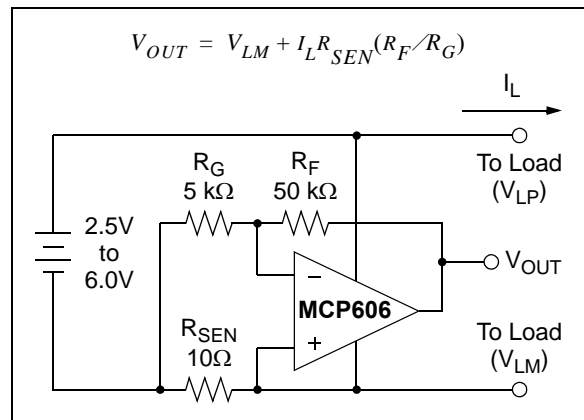 V_OUT = V_LM + I_L R_SEN (R_F/R_G)
I_L
To Load
(V_LP)
R_G
5 kΩ
R_F
50 kΩ
2.5V
to
6.0V
V_OUT
−
MCP606
+
R_SEN
10Ω
To Load
(V_LM)